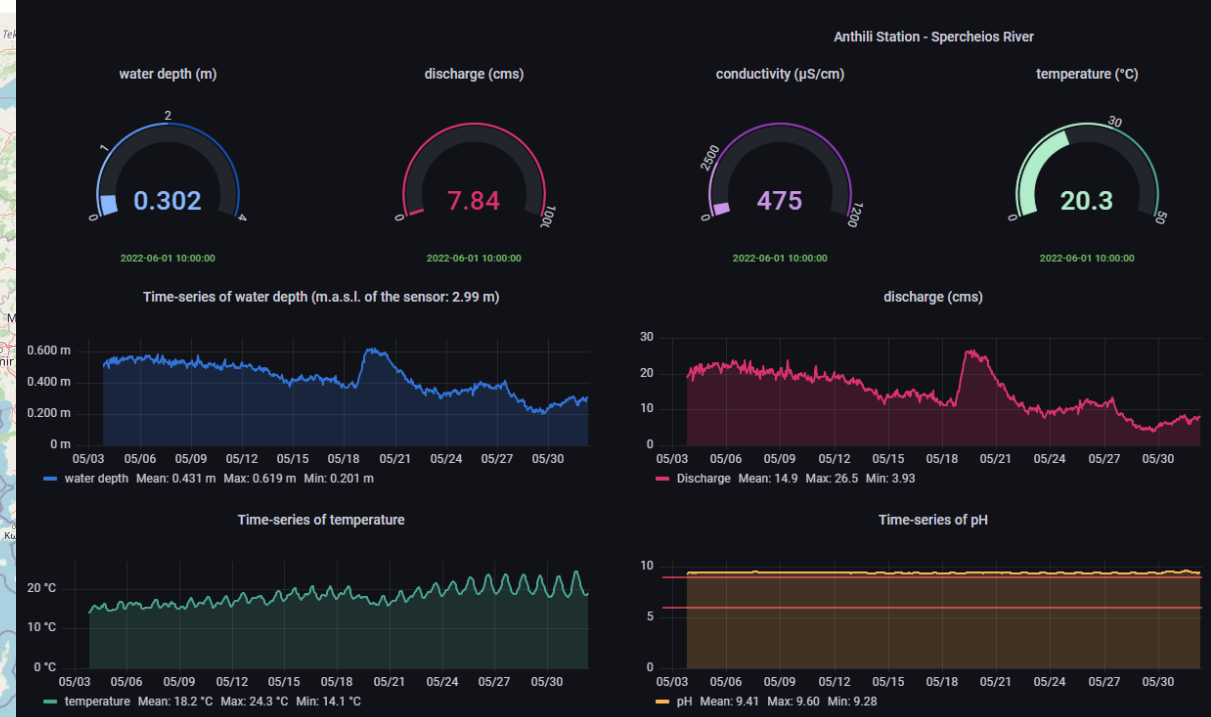 Anthili Station - Spercheios River
water depth (m)
discharge (cms)
conductivity (µS/cm)
temperature (°C)
0 1 2 4
0.302
0
7.84
0 2500
475
0 30 50
20.3
2022-06-01 10:00:00
2022-06-01 10:00:00
2022-06-01 10:00:00
2022-06-01 10:00:00
Time-series of water depth (m.a.s.l. of the sensor: 2.99 m)
0.600 m
0.400 m
0.200 m
0 m
05/03 05/06 05/09 05/12 05/15 05/18 05/21 05/24 05/27 05/30
water depth Mean: 0.431 m Max: 0.619 m Min: 0.201 m
discharge (cms)
30
20
10
0
05/03 05/06 05/09 05/12 05/15 05/18 05/21 05/24 05/27 05/30
Discharge Mean: 14.9 Max: 26.5 Min: 3.93
Time-series of temperature
20 °C
10 °C
0 °C
05/03 05/06 05/09 05/12 05/15 05/18 05/21 05/24 05/27 05/30
temperature Mean: 18.2 °C Max: 24.3 °C Min: 14.1 °C
Time-series of pH
10
5
0
05/03 05/06 05/09 05/12 05/15 05/18 05/21 05/24 05/27 05/30
pH Mean: 9.41 Max: 9.60 Min: 9.28